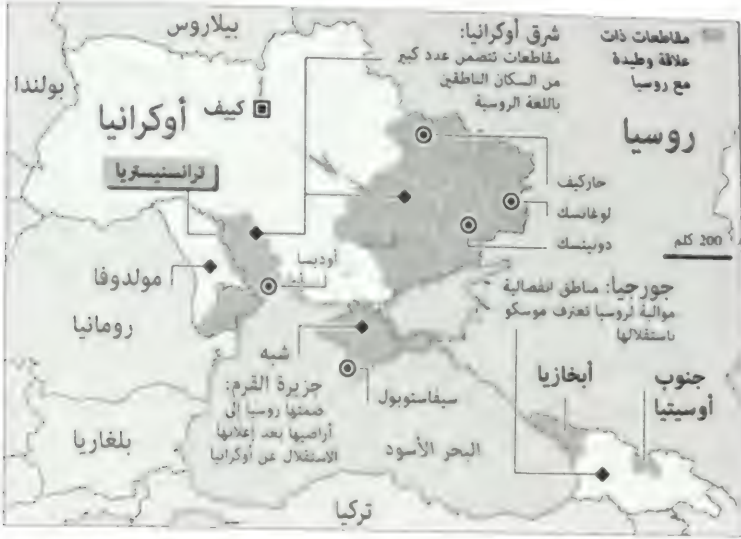 بيلاروس
مقاطعات ذات
علاقة وطيدة
مع روسيا
شرق أوكرانيا:
مقاطعات تتضمن عدد كبير
من السكان الناطقين
باللغة الروسية
بولندا
كييف
أوكرانيا
روسيا
ترانسنيستريا
خاركيف
لوغانسك
دونيتسك
200 كلم
أوديسا
مولدوفا
رومانيا
جورجيا: مناطق انفصالية
موالية لروسيا تعترف موسكو
باستقلالها
شبه
جزيرة القرم:
ضمتها روسيا إلى
أراضيها بعد إعلانها
الاستقلال عن أوكرانيا
سيفاستوبول
أبخازيا
جنوب
أوسيتيا
بلغاريا
البحر الأسود
تركيا